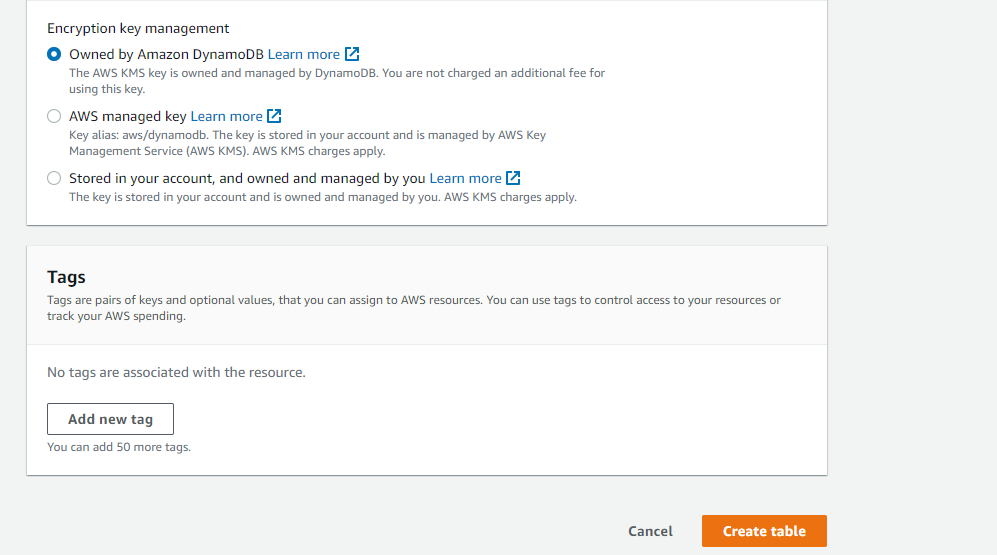 Encryption key management
Owned by Amazon DynamoDB Learn more
The AWS KMS key is owned and managed by DynamoDB. You are not charged an additional fee for
using this key.
AWS managed key Learn more
Key alias: aws/dynamodb. The key is stored in your account and is managed by AWS Key
Management Service (AWS KMS). AWS KMS charges apply.
Stored in your account, and owned and managed by you Learn more
The key is stored in your account and is owned and managed by you. AWS KMS charges apply.
Tags
Tags are pairs of keys and optional values, that you can assign to AWS resources. You can use tags to control access to your resources or
track your AWS spending.
No tags are associated with the resource.
Add new tag
You can add 50 more tags.
Cancel Create table